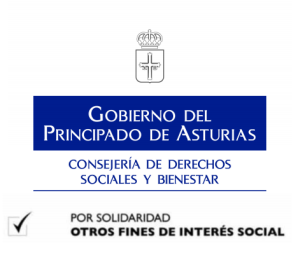 GOBIERNO DEL
PRINCIPADO DE ASTURIAS
CONSEJERÍA DE DERECHOS
SOCIALES Y BIENESTAR
POR SOLIDARIDAD
OTROS FINES DE INTERÉS SOCIAL